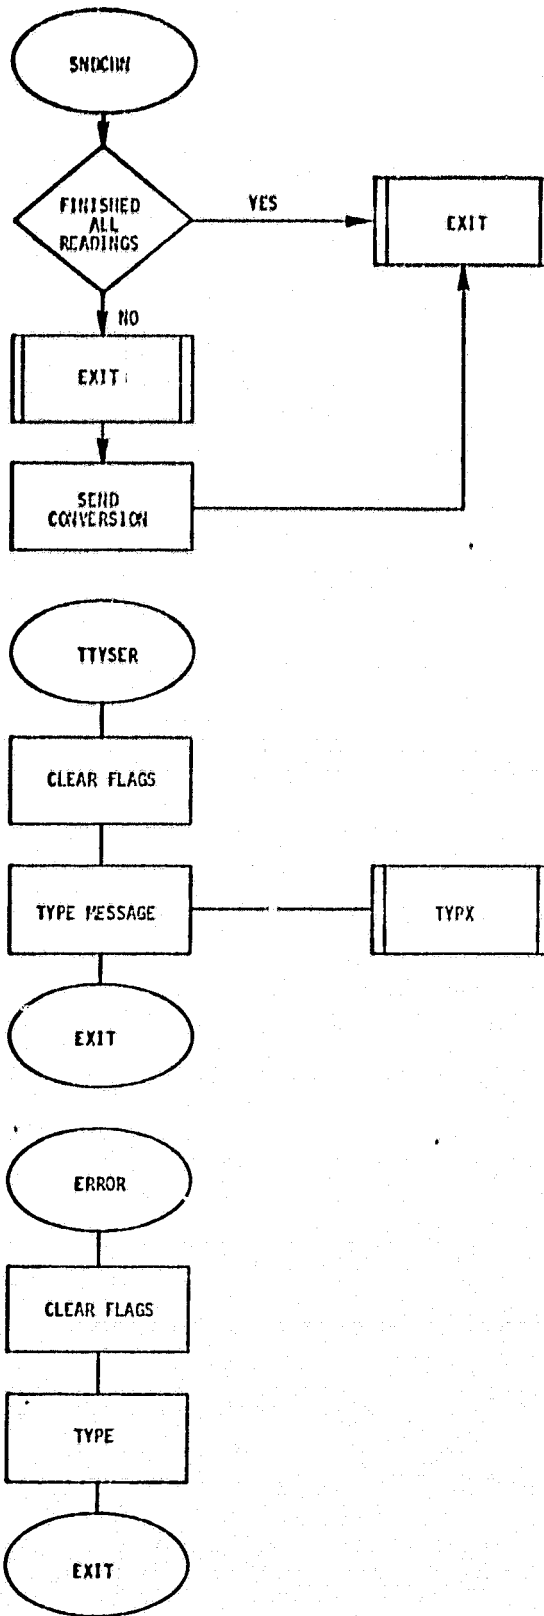 FINISHED
ALL
READINGS
YES
EXIT
NO
EXIT
SEND
CONVERSION
TTYSER
CLEAR FLAGS
TYPE MESSAGE
TYPX
EXIT
ERROR
CLEAR FLAGS
TYPE
EXIT